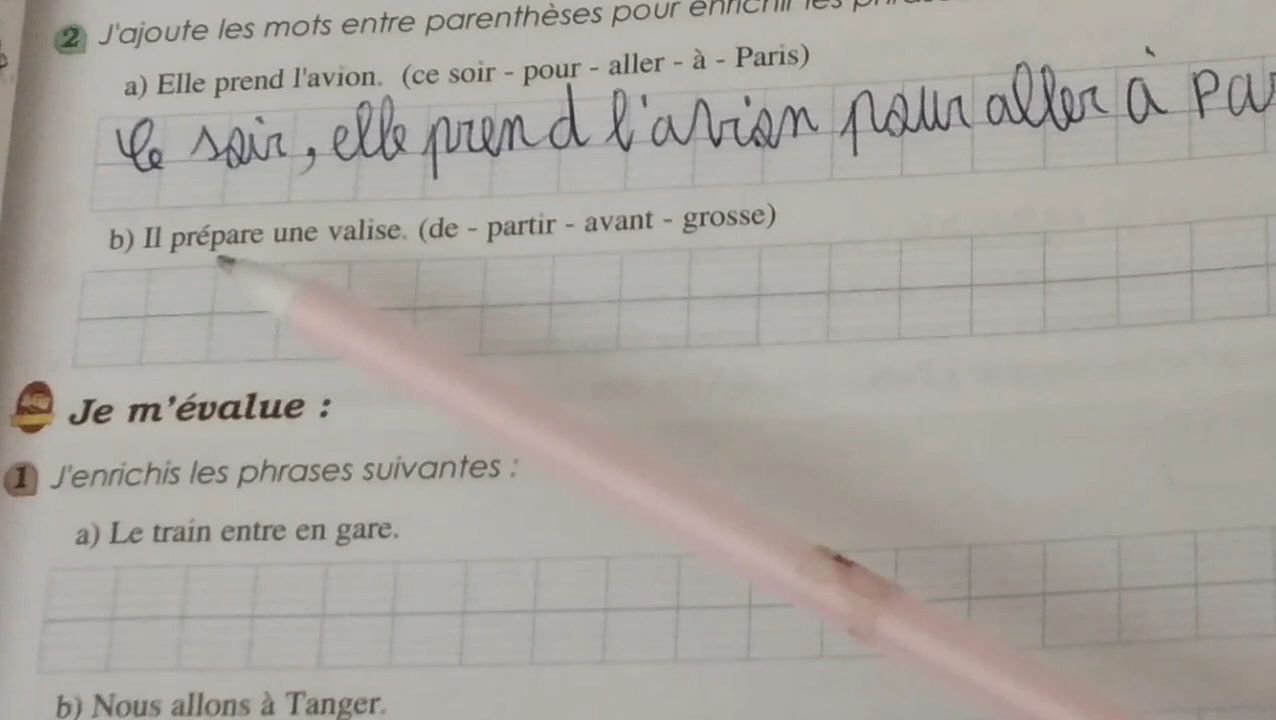 2 J'ajoute les mots entre parenthèses pour enrichir les
a) Elle prend l'avion. (ce soir - pour - aller - à - Paris)
Ce soir, elle prend l'avion pour aller à Pa
b) Il prépare une valise. (de - partir - avant - grosse)
Je m'évalue :
1 J'enrichis les phrases suivantes :
a) Le train entre en gare.
b) Nous allons à Tanger.